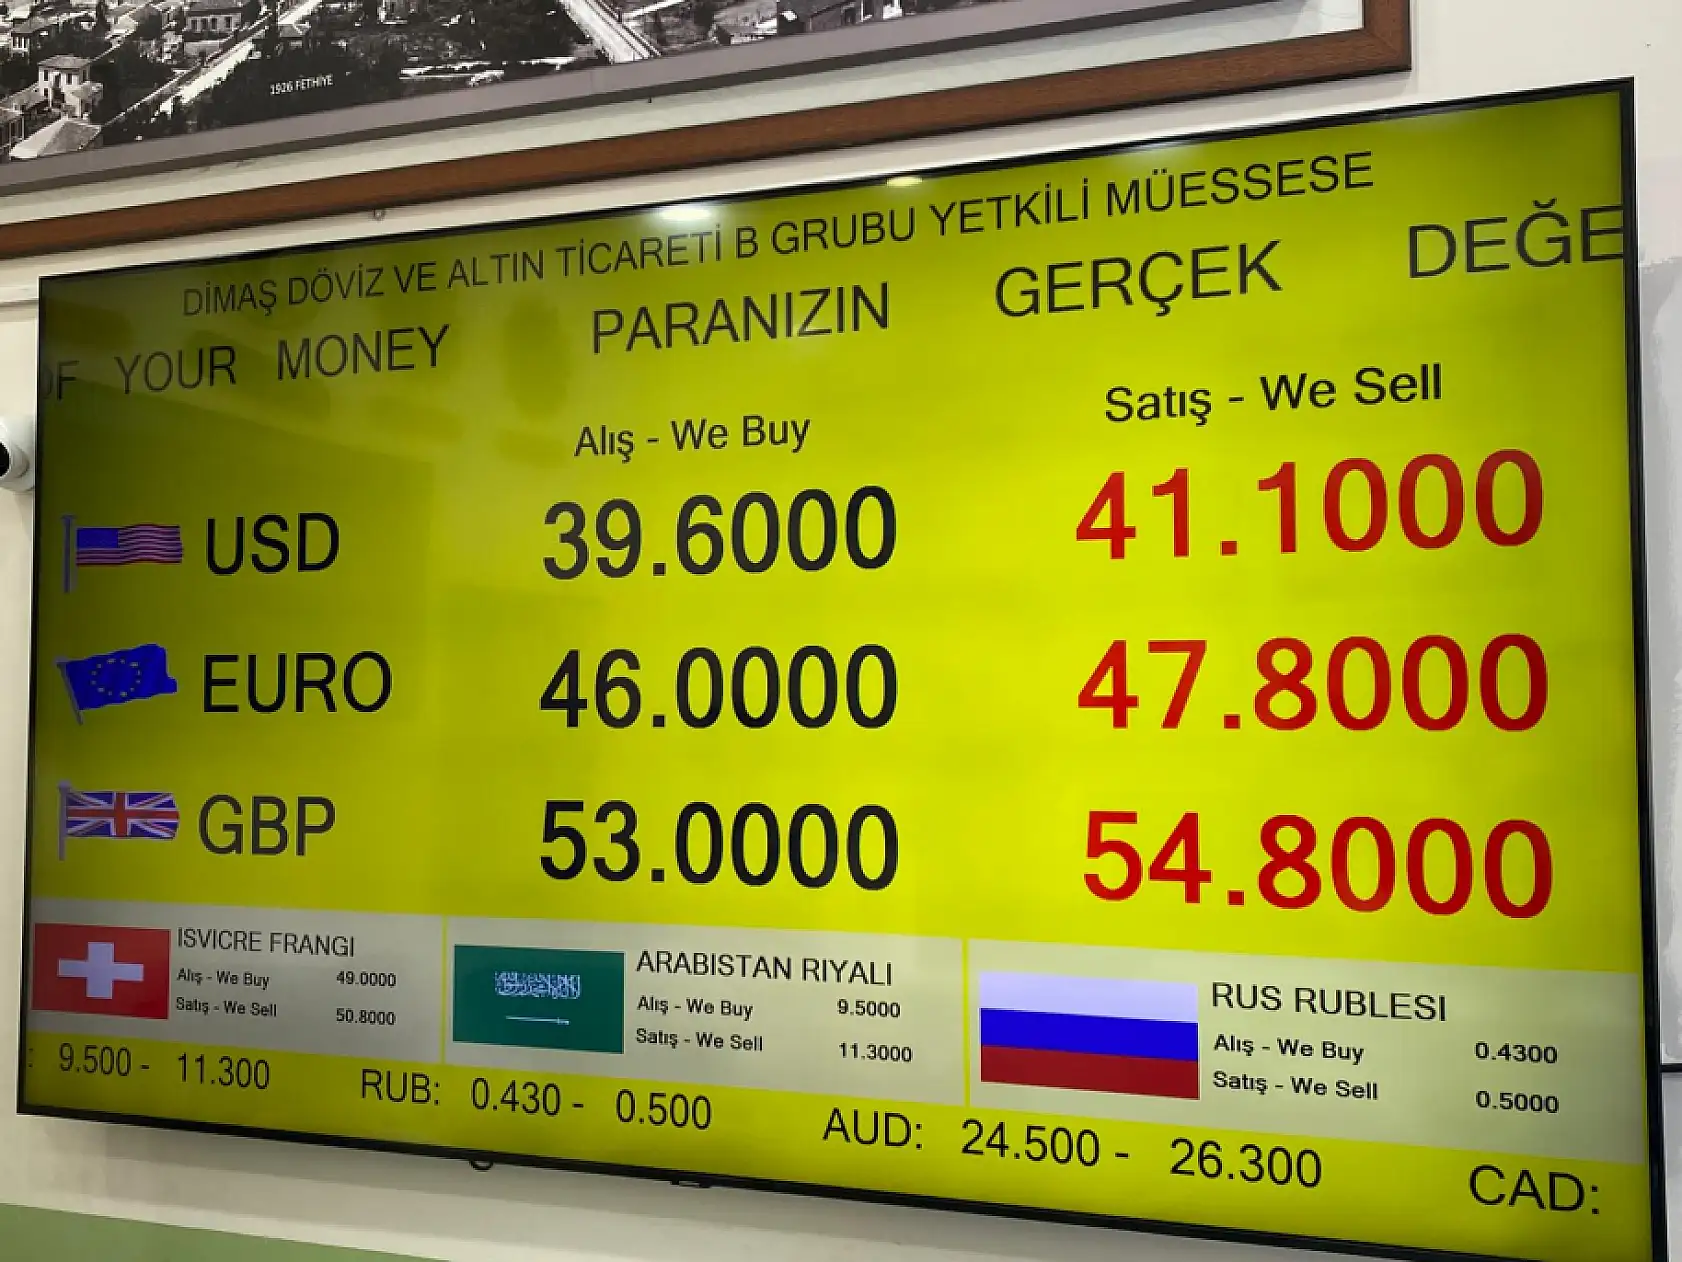 1926 FETHİYE
DİMAŞ DÖVİZ VE ALTIN TİCARETİ B GRUBU YETKİLİ MÜESSESE
OF YOUR MONEY PARANIZIN GERÇEK DEĞE
Alış - We Buy Satış - We Sell
USD 39.6000 41.1000
EURO 46.0000 47.8000
GBP 53.0000 54.8000
ISVICRE FRANGI
Alış - We Buy 49.0000
Satış - We Sell 50.8000
ARABISTAN RIYALI
Alış - We Buy 9.5000
Satış - We Sell 11.3000
RUS RUBLESI
Alış - We Buy 0.4300
Satış - We Sell 0.5000
: 9.500 - 11.300 RUB: 0.430 - 0.500 AUD: 24.500 - 26.300 CAD: